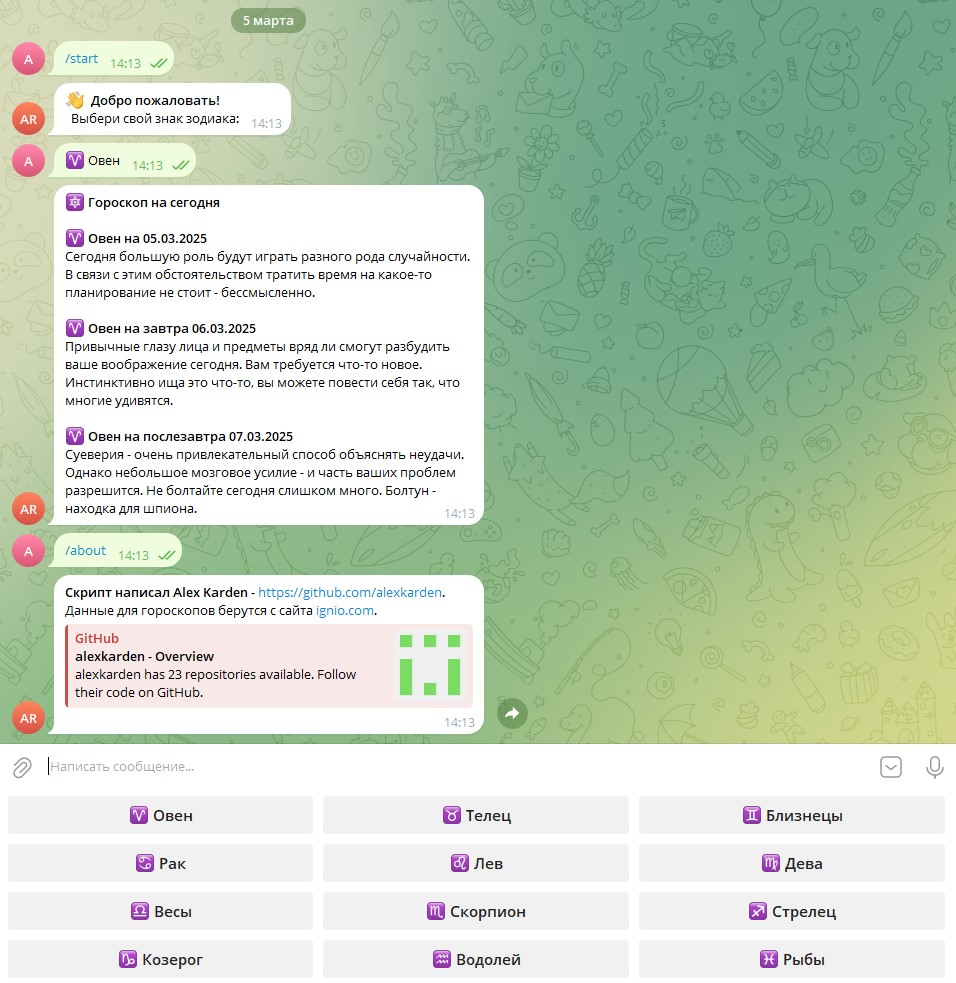 5 марта
A
/start 14:13
AR
👋 Добро пожаловать!
Выбери свой знак зодиака: 14:13
A
♈ Овен 14:13
🔯 Гороскоп на сегодня
♈ Овен на 05.03.2025
Сегодня большую роль будут играть разного рода случайности.
В связи с этим обстоятельством тратить время на какое-то
планирование не стоит - бессмысленно.
♈ Овен на завтра 06.03.2025
Привычные глазу лица и предметы вряд ли смогут разбудить
ваше воображение сегодня. Вам требуется что-то новое.
Инстинктивно ища это что-то, вы можете повести себя так, что
многие удивятся.
♈ Овен на послезавтра 07.03.2025
Суеверия - очень привлекательный способ объяснять неудачи.
Однако небольшое мозговое усилие - и часть ваших проблем
разрешится. Не болтайте сегодня слишком много. Болтун -
находка для шпиона.
AR
14:13
A
/about 14:13
Скрипт написал Alex Karden - https://github.com/alexkarden.
Данные для гороскопов берутся с сайта ignio.com.
GitHub
alexkarden - Overview
alexkarden has 23 repositories available. Follow
their code on GitHub.
AR
14:13
Написать сообщение...
♈ Овен
♉ Телец
♊ Близнецы
♋ Рак
♌ Лев
♍ Дева
♎ Весы
♏ Скорпион
♐ Стрелец
♑ Козерог
♒ Водолей
♓ Рыбы